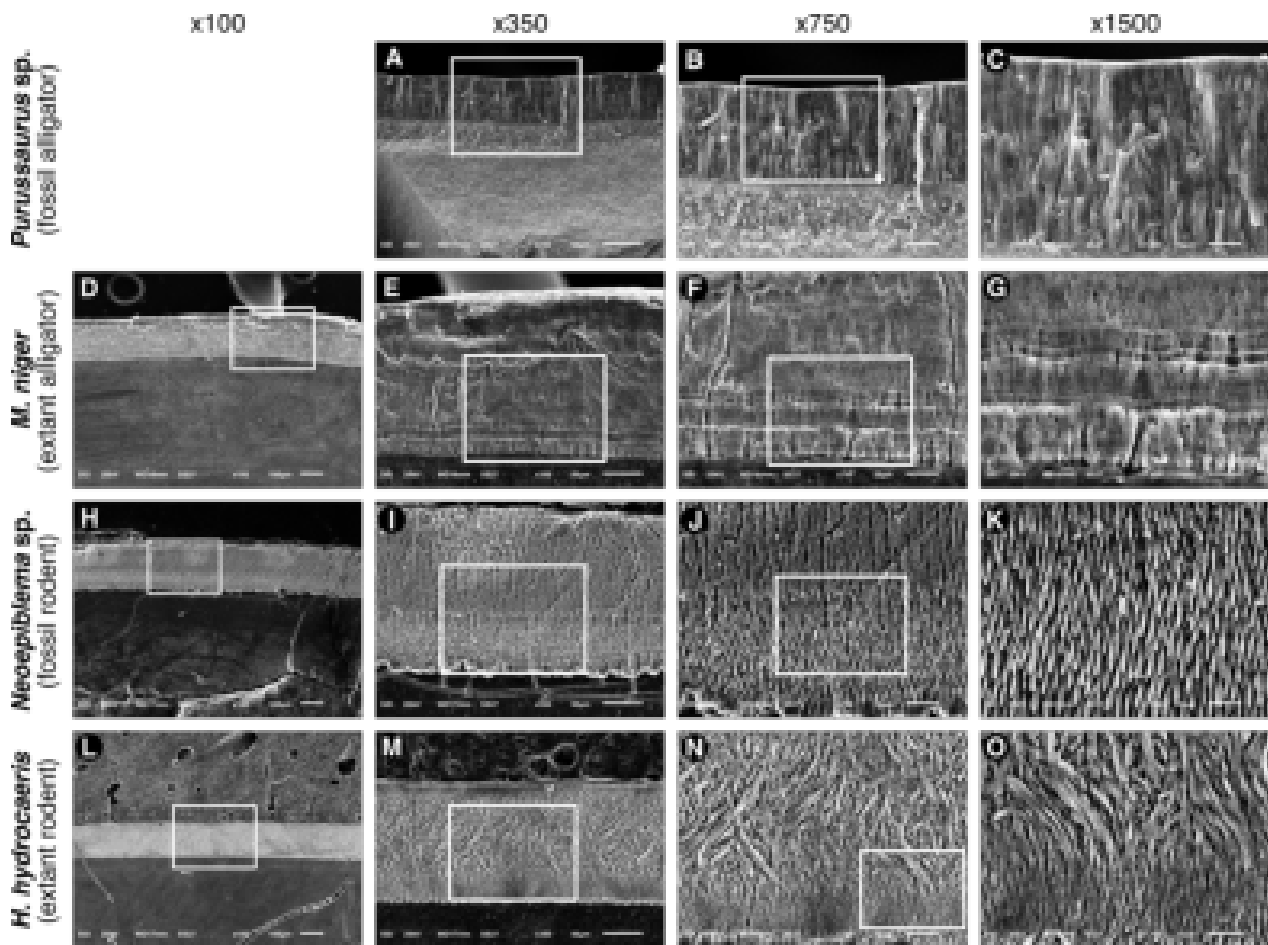 x100 x350 x750 x1500
Purussaurus sp.
(fossil alligator)
A B C
M. niger
(extant alligator)
D E F G
Neoepiblema sp.
(fossil rodent)
H I J K
H. hydrocaeris
(extant rodent)
L M N O